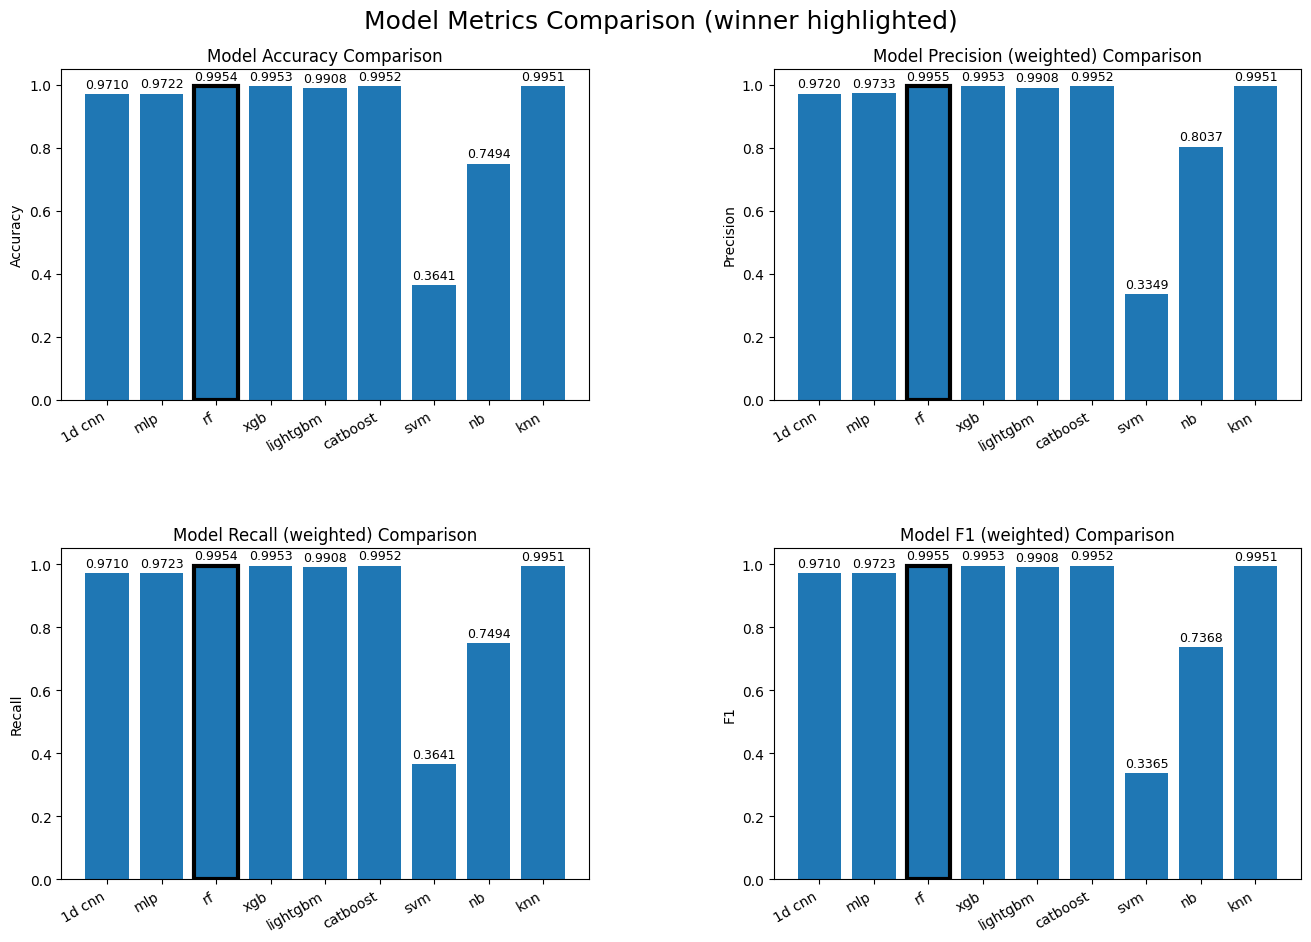 Model Metrics Comparison (winner highlighted)
Model Accuracy Comparison
Accuracy
1.0
0.8
0.6
0.4
0.2
0.0
0.9710 0.9722 0.9954 0.9953 0.9908 0.9952 0.3641 0.7494 0.9951
1d cnn mlp rf xgb lightgbm catboost svm nb knn
Model Precision (weighted) Comparison
Precision
1.0
0.8
0.6
0.4
0.2
0.0
0.9720 0.9733 0.9955 0.9953 0.9908 0.9952 0.3349 0.8037 0.9951
1d cnn mlp rf xgb lightgbm catboost svm nb knn
Model Recall (weighted) Comparison
Recall
1.0
0.8
0.6
0.4
0.2
0.0
0.9710 0.9723 0.9954 0.9953 0.9908 0.9952 0.3641 0.7494 0.9951
1d cnn mlp rf xgb lightgbm catboost svm nb knn
Model F1 (weighted) Comparison
F1
1.0
0.8
0.6
0.4
0.2
0.0
0.9710 0.9723 0.9955 0.9953 0.9908 0.9952 0.3365 0.7368 0.9951
1d cnn mlp rf xgb lightgbm catboost svm nb knn